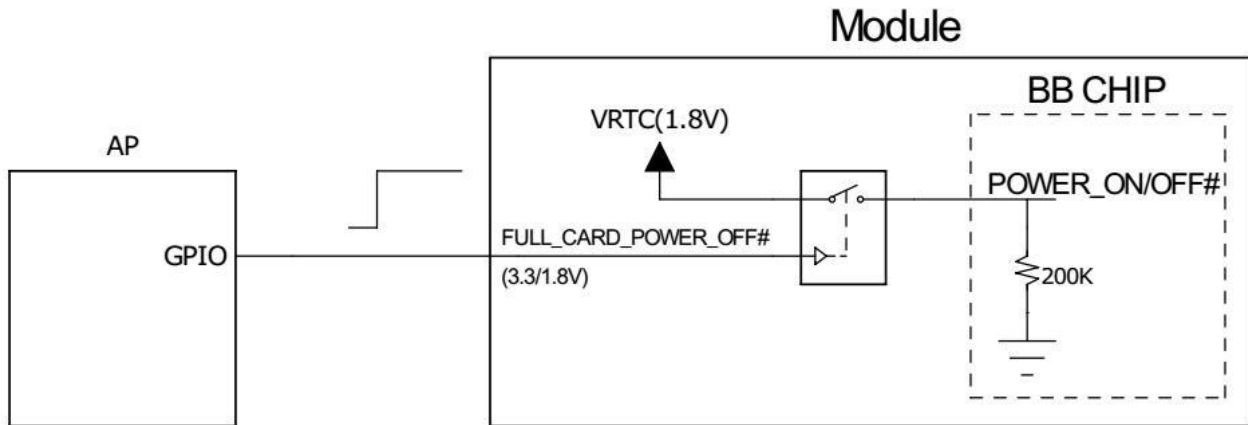 Module
BB CHIP
VRTC(1.8V)
AP
POWER_ON/OFF#
FULL_CARD_POWER_OFF#
GPIO
(3.3/1.8V)
200K